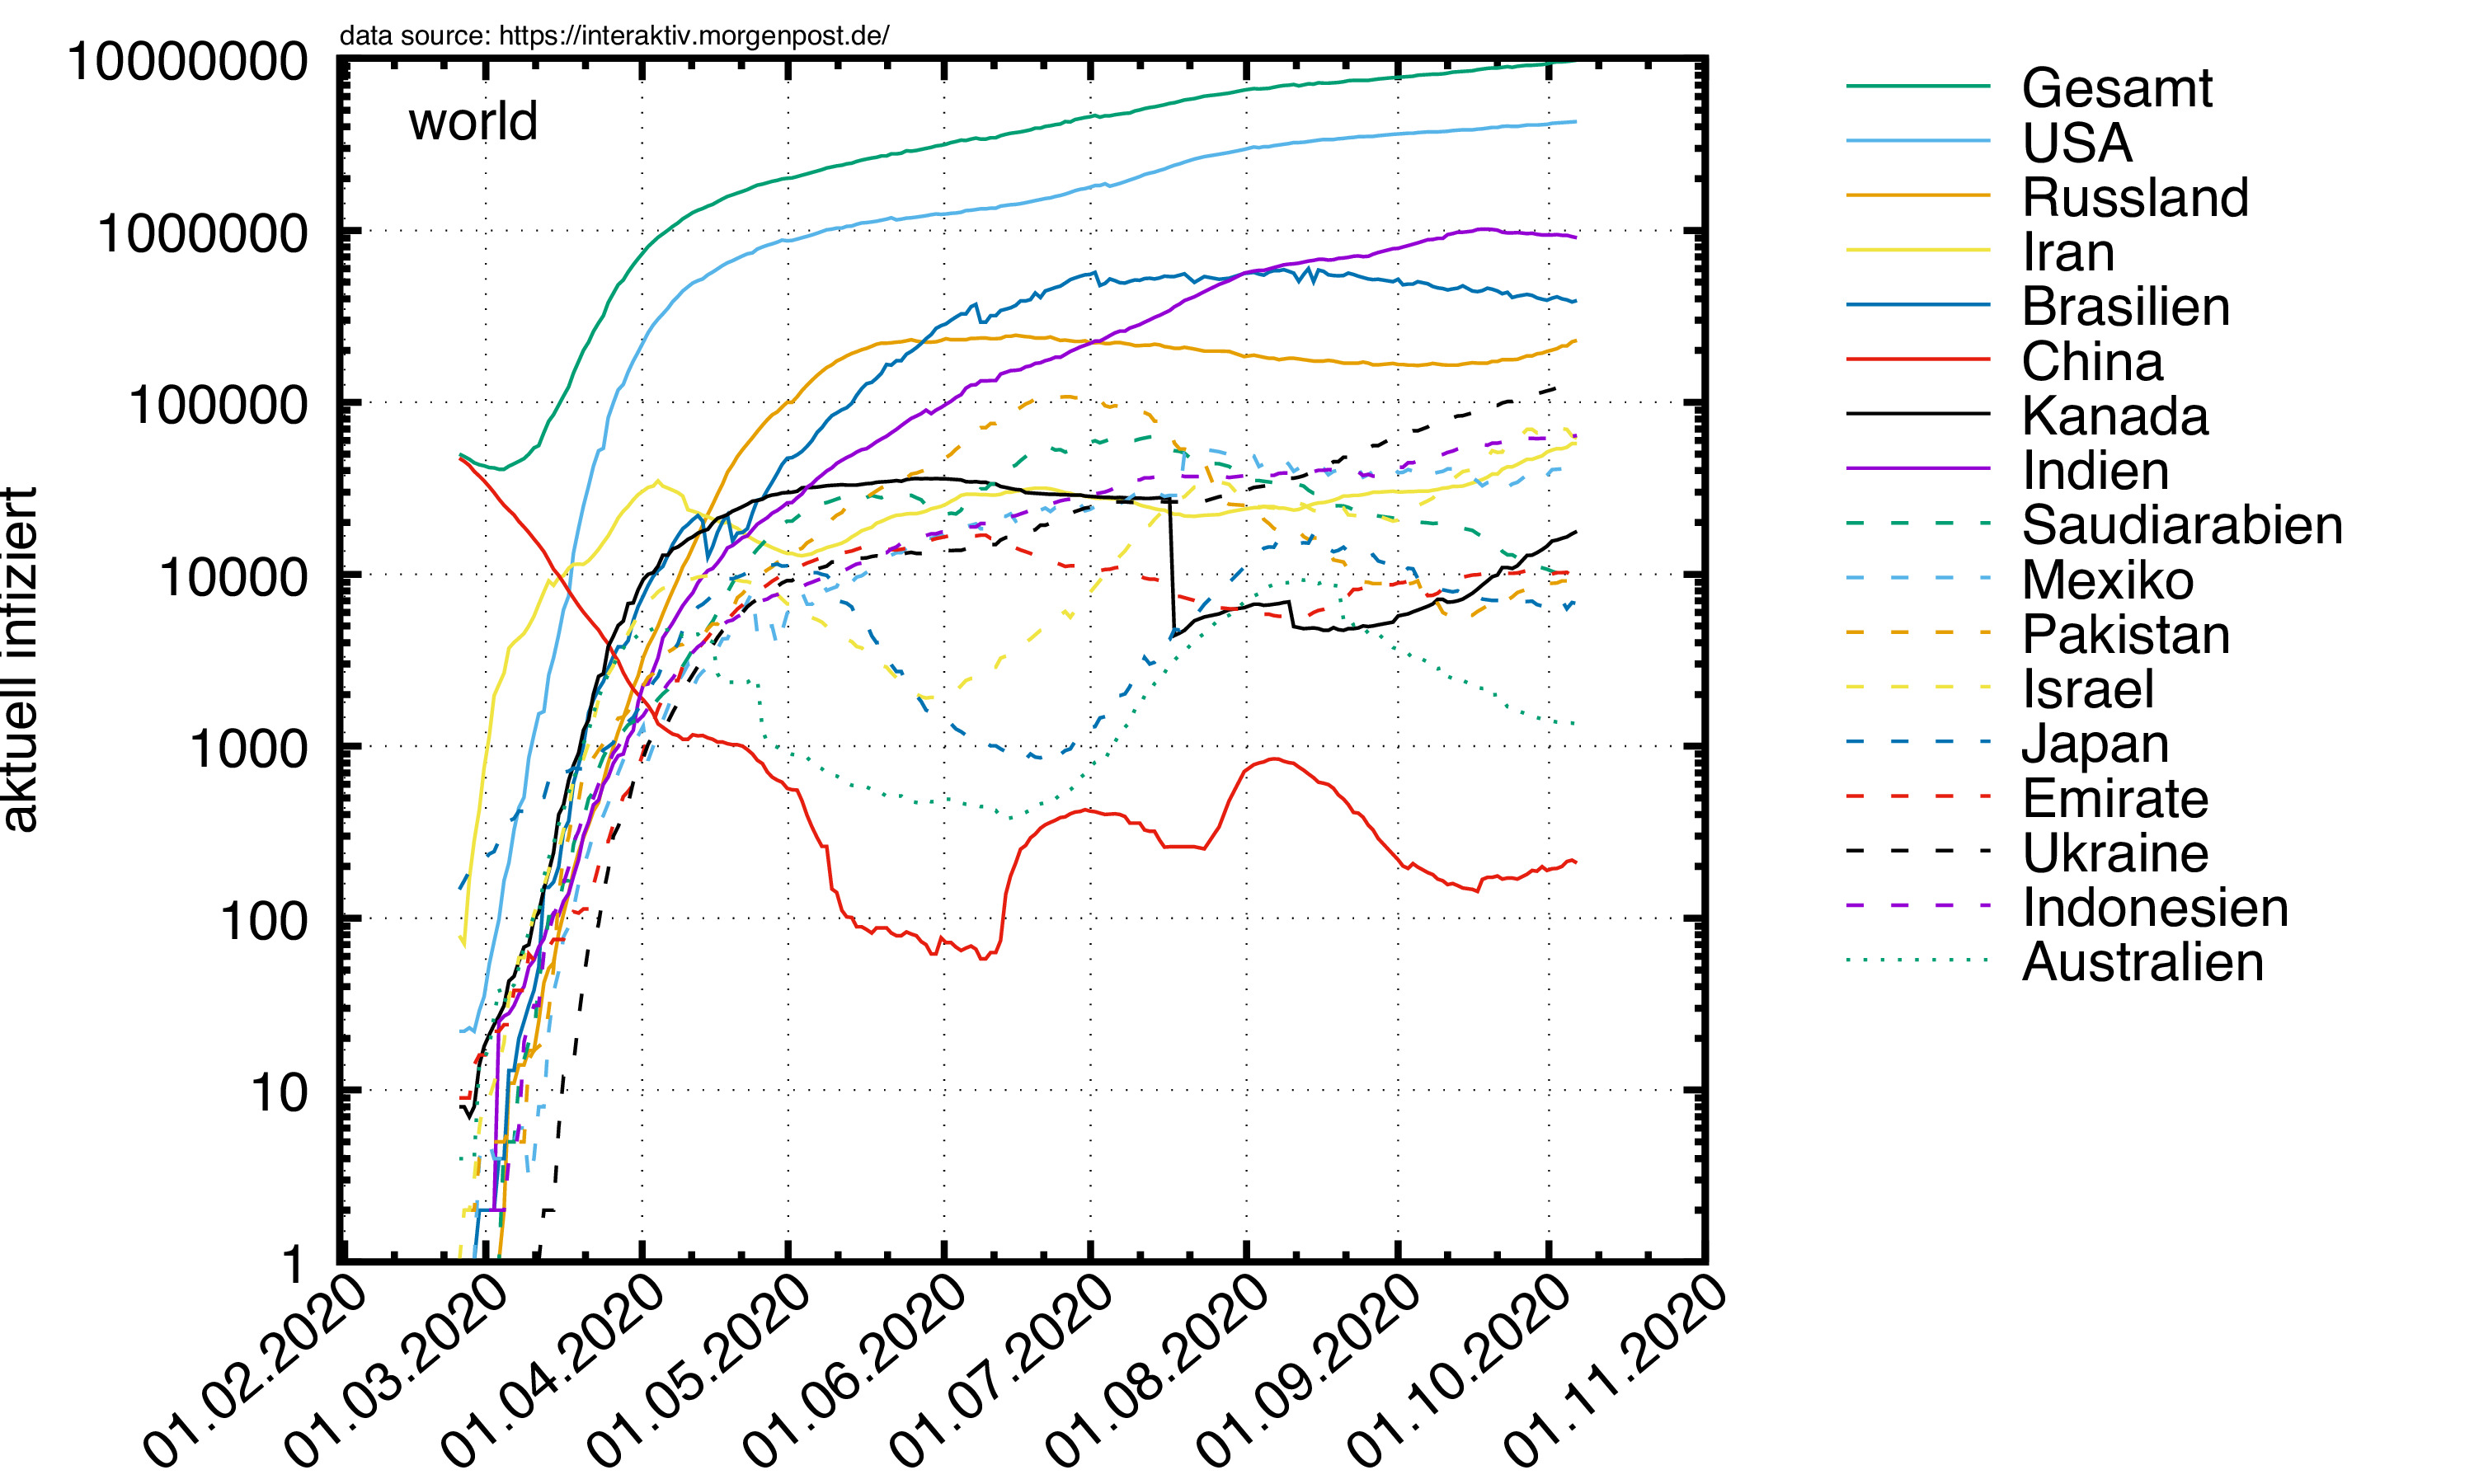 data source: https://interaktiv.morgenpost.de/
world
aktuell infiziert
10000000
1000000
100000
10000
1000
100
10
1
01.02.2020
01.03.2020
01.04.2020
01.05.2020
01.06.2020
01.07.2020
01.08.2020
01.09.2020
01.10.2020
01.11.2020
Gesamt
USA
Russland
Iran
Brasilien
China
Kanada
Indien
Saudiarabien
Mexiko
Pakistan
Israel
Japan
Emirate
Ukraine
Indonesien
Australien